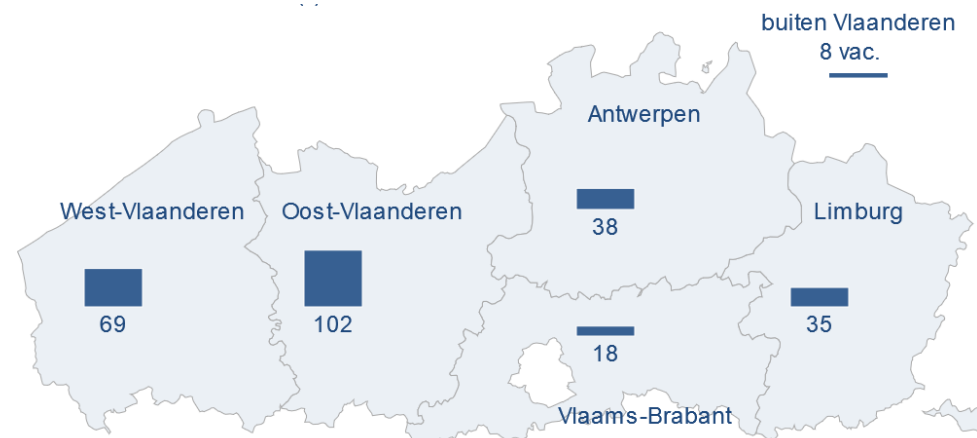 buiten Vlaanderen
8 vac.
Antwerpen
38
West-Vlaanderen
69
Oost-Vlaanderen
102
Limburg
35
18
Vlaams-Brabant